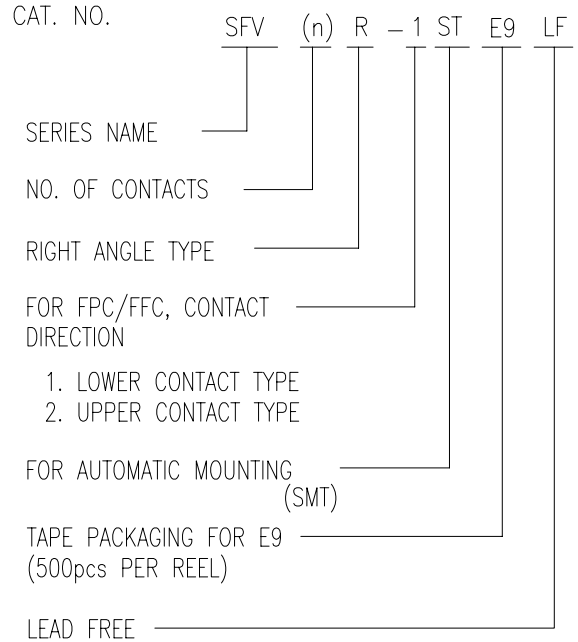 CAT. NO.
SFV (n) R - 1 ST E9 LF
SERIES NAME
NO. OF CONTACTS
RIGHT ANGLE TYPE
FOR FPC/FFC, CONTACT
DIRECTION
1. LOWER CONTACT TYPE
2. UPPER CONTACT TYPE
FOR AUTOMATIC MOUNTING
(SMT)
TAPE PACKAGING FOR E9
(500pcs PER REEL)
LEAD FREE